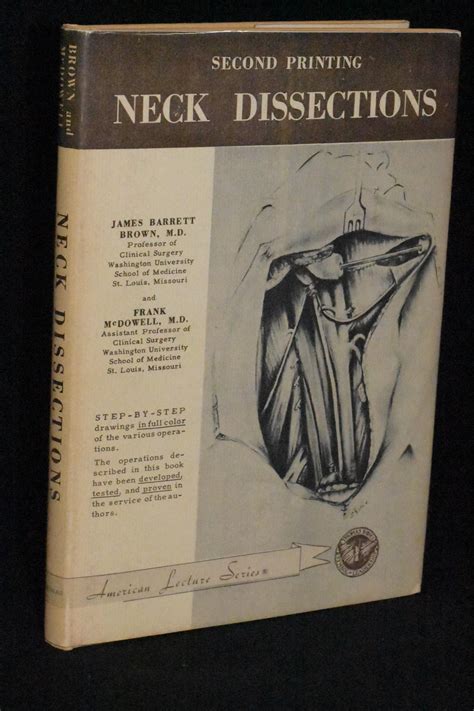 SECOND PRINTING
NECK DISSECTIONS
JAMES BARRETT
BROWN, M.D.
Professor of
Clinical Surgery
Washington University
School of Medicine
St. Louis, Missouri
and
FRANK
McDOWELL, M.D.
Assistant Professor of
Clinical Surgery
Washington University
School of Medicine
St. Louis, Missouri
STEP-BY-STEP
drawings in full color
of the various opera-
tions.
The operations de-
scribed in this book
have been developed,
tested, and proven in
the service of the au-
thors.
American Lecture Series®
BROWN and
McDOWELL
NECK DISSECTIONS